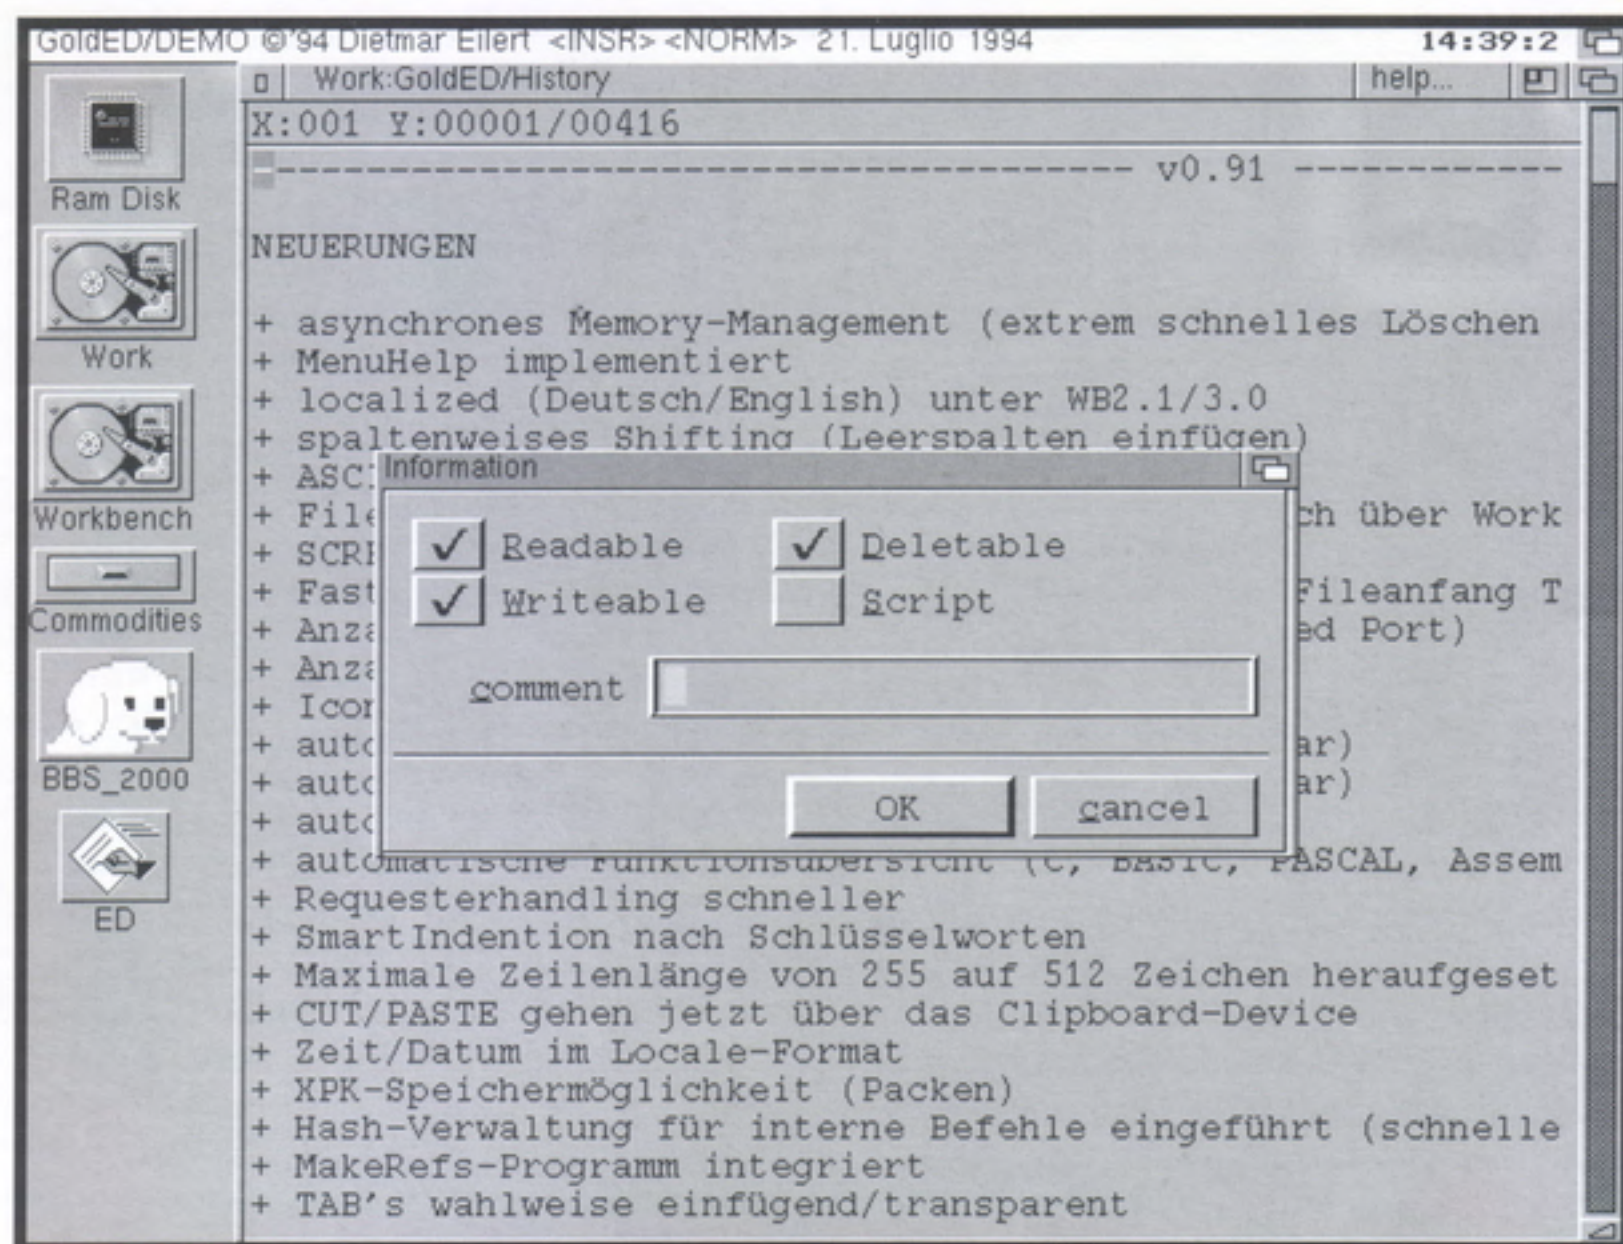 GoldED/DEMO ©'94 Dietmar Eilert <INSR> <NORM> 21. Luglio 1994 14:39:2
Work:GoldED/History help...
X:001 Y:00001/00416
Ram Disk
Work
Workbench
Commodities
BBS_2000
ED
-------------------------------------- v0.91 ------------
NEUERUNGEN
+ asynchrones Memory-Management (extrem schnelles Löschen
+ MenuHelp implementiert
+ localized (Deutsch/English) unter WB2.1/3.0
+ spaltenweises Shifting (Leerspalten einfügen)
+ ASC
+ File ch über Work
+ SCR
+ Fast Fileanfang T
+ Anza ed Port)
+ Anza
+ Icon
+ auto ar)
+ auto ar)
+ auto
+ automatische Funktionsübersicht (C, BASIC, PASCAL, Assem
+ Requesterhandling schneller
+ SmartIndention nach Schlüsselworten
+ Maximale Zeilenlänge von 255 auf 512 Zeichen heraufgeset
+ CUT/PASTE gehen jetzt über das Clipboard-Device
+ Zeit/Datum im Locale-Format
+ XPK-Speichermöglichkeit (Packen)
+ Hash-Verwaltung für interne Befehle eingeführt (schnelle
+ MakeRefs-Programm integriert
+ TAB's wahlweise einfügend/transparent
Information
Readable Deletable
Writeable Script
comment
OK cancel